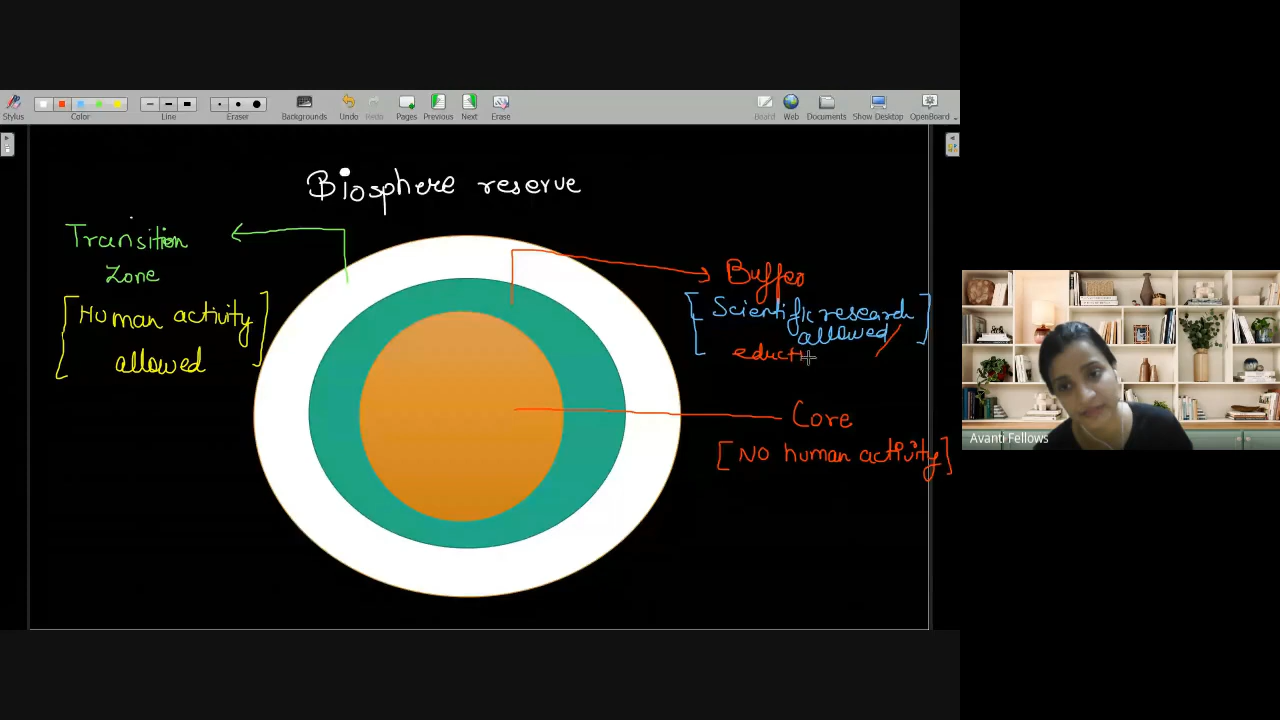 Stylus
Color
Line
Eraser
Backgrounds
Undo
Redo
Pages
Previous
Next
Erase
Board
Web
Documents
Show Desktop
OpenBoard
Biosphere reserve
Transition
Zone
[Human activity
allowed]
Buffer
[Scientific research
allowed /]
educti
Core
[NO human activity]
Avanti Fellows